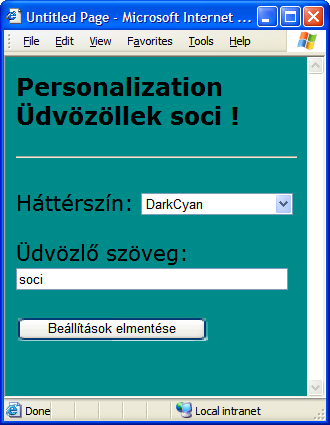 Untitled Page - Microsoft Internet ...
File Edit View Favorites Tools Help
Personalization
Üdvözöllek soci !
Háttérszín: DarkCyan
Üdvözlő szöveg:
soci
Beállítások elmentése
Done Local intranet